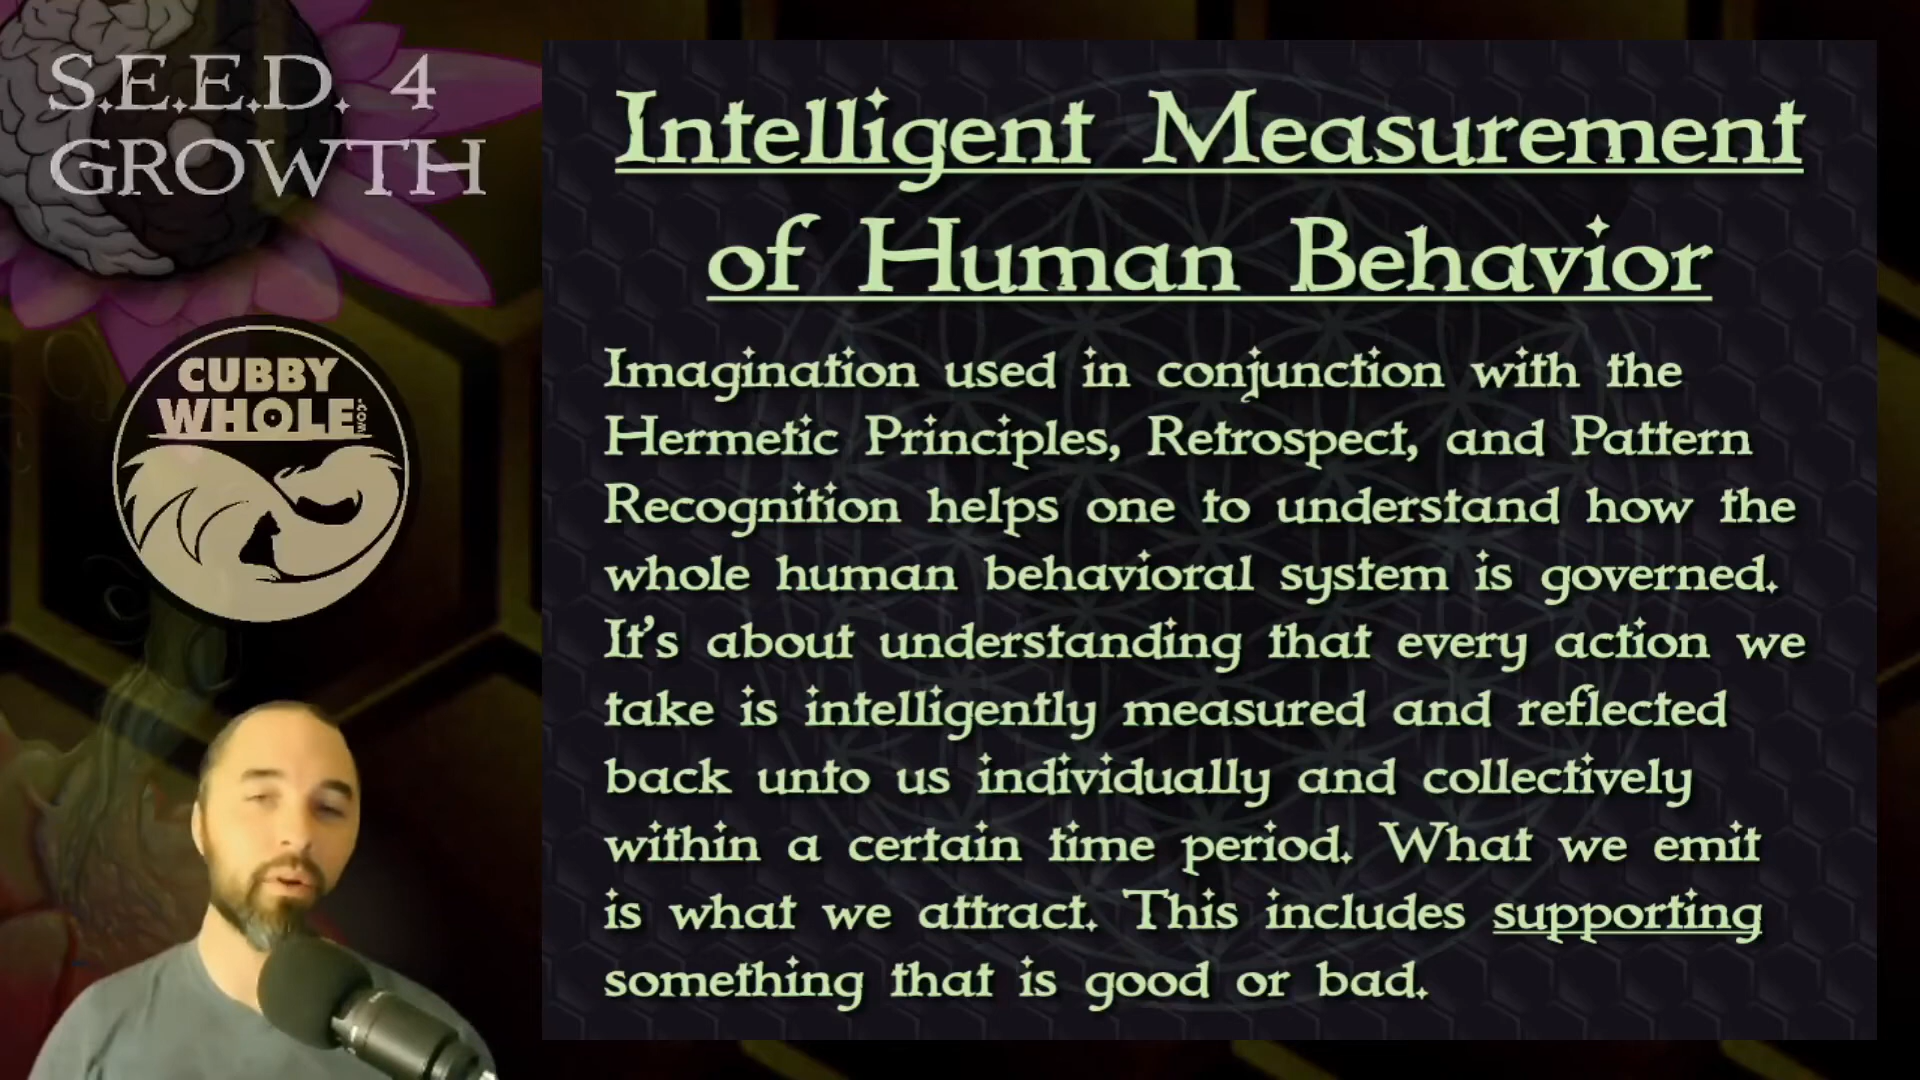 S.E.E.D. 4
GROWTH
CUBBY
WHOLE.COM
Intelligent Measurement
of Human Behavior
Imagination used in conjunction with the
Hermetic Principles, Retrospect, and Pattern
Recognition helps one to understand how the
whole human behavioral system is governed.
It's about understanding that every action we
take is intelligently measured and reflected
back unto us individually and collectively
within a certain time period. What we emit
is what we attract. This includes supporting
something that is good or bad.